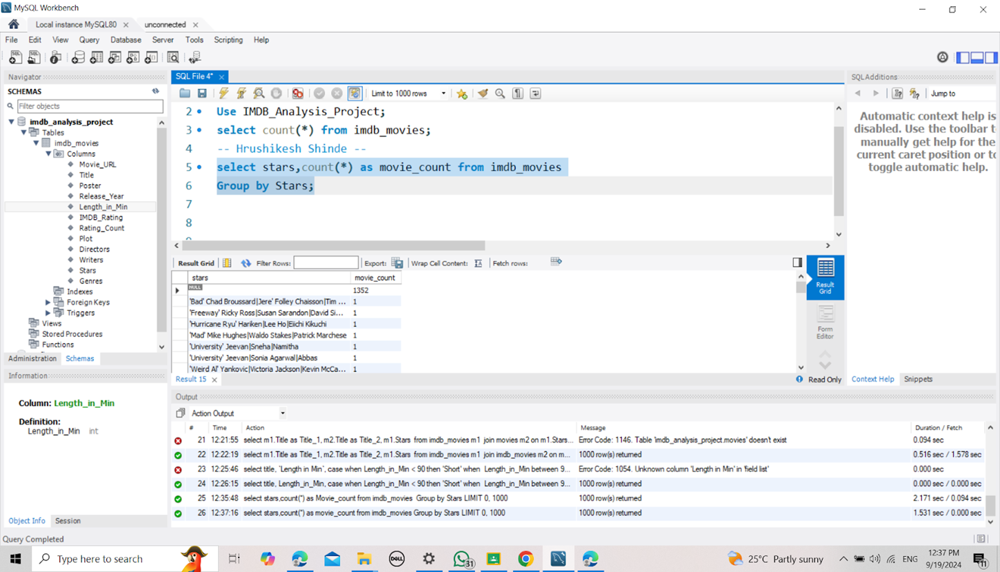 MySQL Workbench
Local instance MySQL80
unconnected
File Edit View Query Database Server Tools Scripting Help
Navigator
SCHEMAS
Filter objects
imdb_analysis_project
Tables
imdb_movies
Columns
Movie_URL
Title
Poster
Release_Year
Length_in_Min
IMDB_Rating
Rating_Count
Plot
Directors
Writers
Stars
Genres
Indexes
Foreign Keys
Triggers
Views
Stored Procedures
Functions
Administration Schemas
Information
Column: Length_in_Min
Definition:
Length_in_Min int
Object Info Session
SQL File 4*
Limit to 1000 rows
2 Use IMDB_Analysis_Project;
3 select count(*) from imdb_movies;
4 -- Hrushikesh Shinde --
5 select stars,count(*) as movie_count from imdb_movies
6 Group by Stars;
7
8
Result Grid Filter Rows: Export: Wrap Cell Content: Fetch rows:
stars movie_count
NULL 1352
'Bad' Chad Broussard|Jere' Folley Chaisson|Tim ... 1
'Freeway' Ricky Ross|Susan Sarandon|David Si... 1
'Hurricane Ryu' Hariken|Lee Ho|Eiichi Kikuchi 1
'Mad' Mike Hughes|Waldo Stakes|Patrick Marchese 1
'University' Jeevan|Sneha|Namitha 1
'University' Jeevan|Sonia Agarwal|Abbas 1
'Weird Al' Yankovic|Victoria Jackson|Kevin McCa... 1
Result 15
Result
Grid
Form
Editor
Read Only
SQLAdditions
Jump to
Automatic context help is
disabled. Use the toolbar t
manually get help for the
current caret position or to
toggle automatic help.
Context Help Snippets
Output
Action Output
# Time Action Message Duration / Fetch
21 12:21:55 select m1.Title as Title_1, m2.Title as Title_2, m1.Stars from imdb_movies m1 join movies m2 on m1.Stars... Error Code: 1146. Table 'imdb_analysis_project.movies' doesn't exist 0.094 sec
22 12:22:19 select m1.Title as Title_1, m2.Title as Title_2, m1.Stars from imdb_movies m1 join imdb_movies m2 on m... 1000 row(s) returned 0.516 sec / 1.578 sec
23 12:25:46 select title, `Length in Min`, case when Length_in_Min < 90 then 'Short' when Length_in_Min between 9... Error Code: 1054. Unknown column 'Length in Min' in 'field list' 0.000 sec
24 12:26:15 select title, Length_in_Min, case when Length_in_Min < 90 then 'Short' when Length_in_Min between 9... 1000 row(s) returned 0.000 sec / 0.000 sec
25 12:35:48 select stars,count(*) as Movie_count from imdb_movies Group by Stars LIMIT 0, 1000 1000 row(s) returned 2.171 sec / 0.094 sec
26 12:37:16 select stars,count(*) as movie_count from imdb_movies Group by Stars LIMIT 0, 1000 1000 row(s) returned 1.531 sec / 0.000 sec
Query Completed
Type here to search
DELL
31
25°C Partly sunny
ENG
12:37 PM
9/19/2024
11